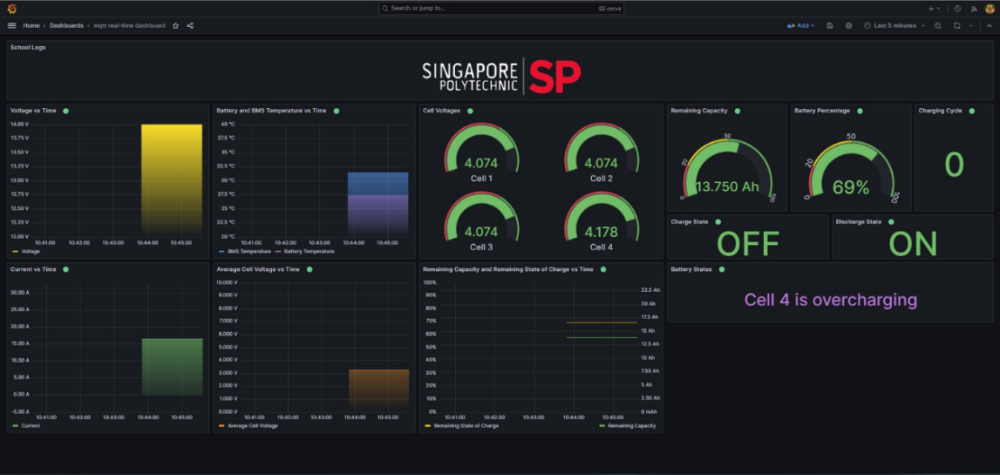 Search or jump to...
ctrl+k
Home > Dashboards > mqtt real-time dashboard
Add
Last 5 minutes
School Logo
SINGAPORE
POLYTECHNIC
SP
Voltage vs Time
14.00 V
13.75 V
13.50 V
13.25 V
13.00 V
12.75 V
12.50 V
12.25 V
12.00 V
10:41:00 10:42:00 10:43:00 10:44:00 10:45:00
Voltage
Battery and BMS Temperature vs Time
40 °C
37.5 °C
35 °C
32.5 °C
30 °C
27.5 °C
25 °C
22.5 °C
20 °C
10:41:00 10:42:00 10:43:00 10:44:00 10:45:00
BMS Temperature Battery Temperature
Cell Voltages
4.074
Cell 1
4.074
Cell 2
4.074
Cell 3
4.178
Cell 4
Remaining Capacity
0 20 50 100
13.750 Ah
Battery Percentage
0 20 50 100
69%
Charging Cycle
0
Charge State
OFF
Discharge State
ON
Current vs Time
30.00 A
25.00 A
20.00 A
15.00 A
10.00 A
5.00 A
0.00 A
-5.00 A
10:41:00 10:42:00 10:43:00 10:44:00 10:45:00
Current
Average Cell Voltage vs Time
10.000 V
9.000 V
8.000 V
7.000 V
6.000 V
5.000 V
4.000 V
3.000 V
2.000 V
1.000 V
0.000 V
10:41:00 10:42:00 10:43:00 10:44:00 10:45:00
Average Cell Voltage
Remaining Capacity and Remaining State of Charge vs Time
100%
90%
80%
70%
60%
50%
40%
30%
20%
10%
0%
22.5 Ah
20 Ah
17.5 Ah
15 Ah
12.5 Ah
10 Ah
7.50 Ah
5 Ah
2.50 Ah
0 mAh
10:41:00 10:42:00 10:43:00 10:44:00 10:45:00
Remaining State of Charge Remaining Capacity
Battery Status
Cell 4 is overcharging